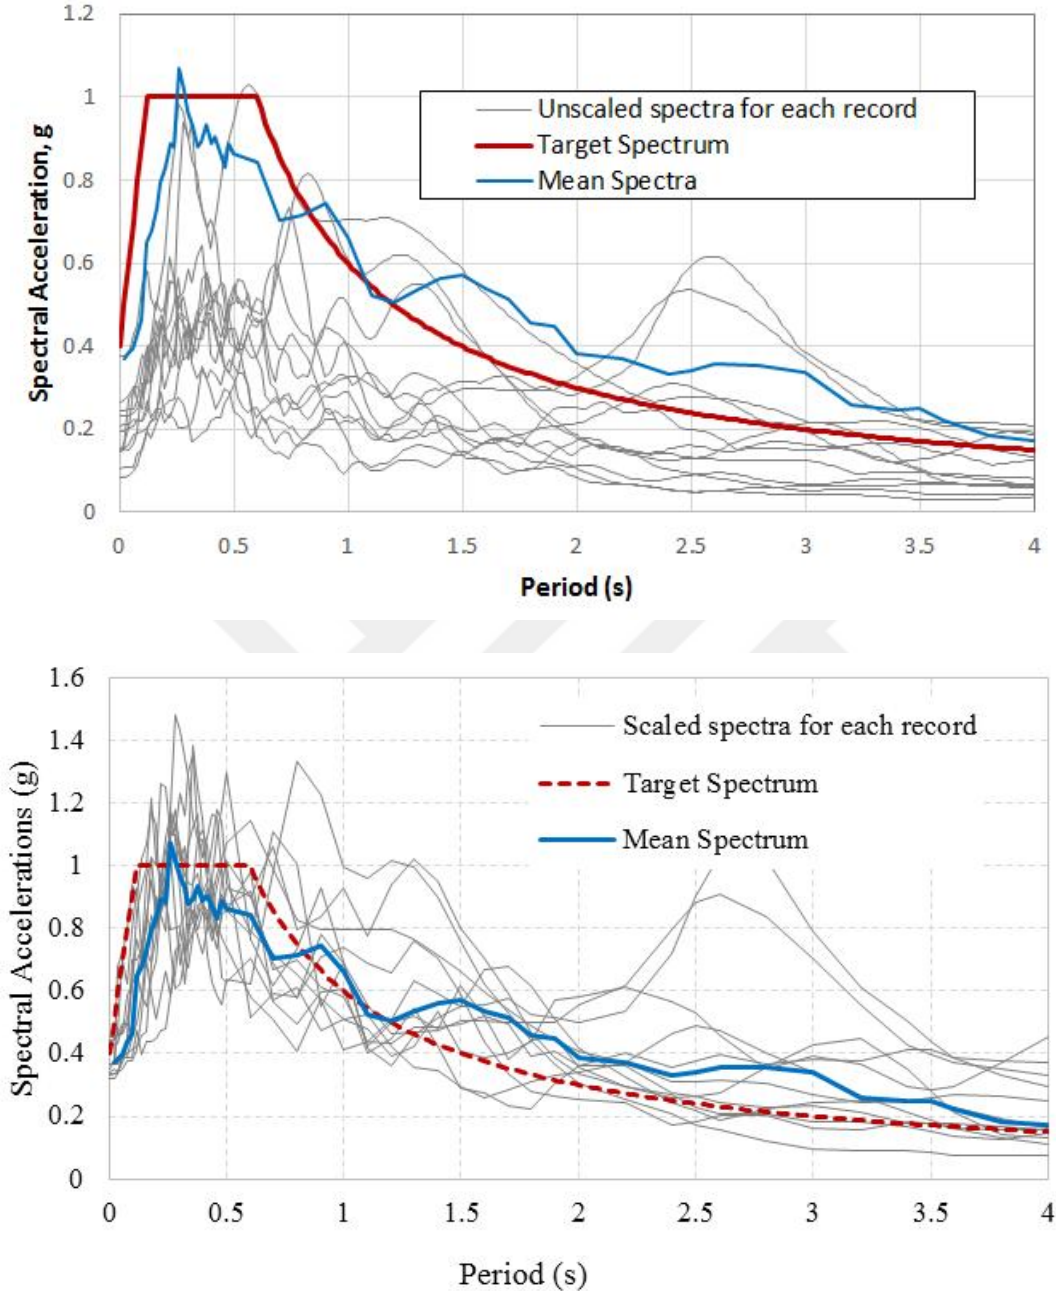 1.2
1
0.8
0.6
0.4
0.2
0
Spectral Acceleration, g
Unscaled spectra for each record
Target Spectrum
Mean Spectra
0 0.5 1 1.5 2 2.5 3 3.5 4
Period (s)
1.6
1.4
1.2
1
0.8
0.6
0.4
0.2
0
Spectral Accelerations (g)
Scaled spectra for each record
Target Spectrum
Mean Spectrum
0 0.5 1 1.5 2 2.5 3 3.5 4
Period (s)